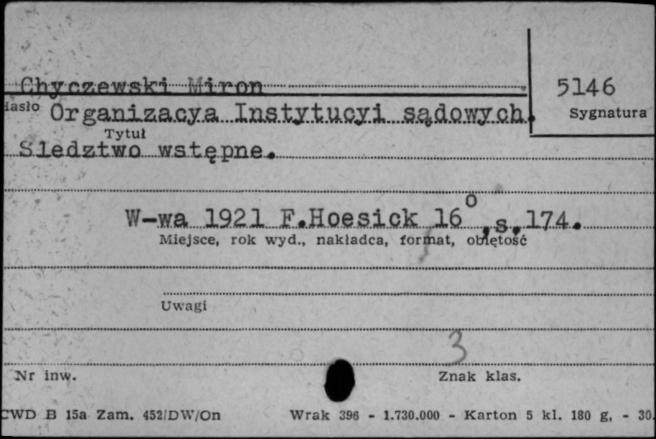 Chyczewski Miron
5146
Hasło
Sygnatura
Organizacya Instytucyi sądowych.
Tytuł
Sledztwo wstępne.
W-wa 1921 F.Hoesick 16o,s,174.
Miejsce, rok wyd., nakładca, format, objętość
Uwagi
3
Nr inw.
Znak klas.
CWD B 15a Zam. 452/DW/On Wrak 396 - 1.730.000 - Karton 5 kl. 180 g. - 30.